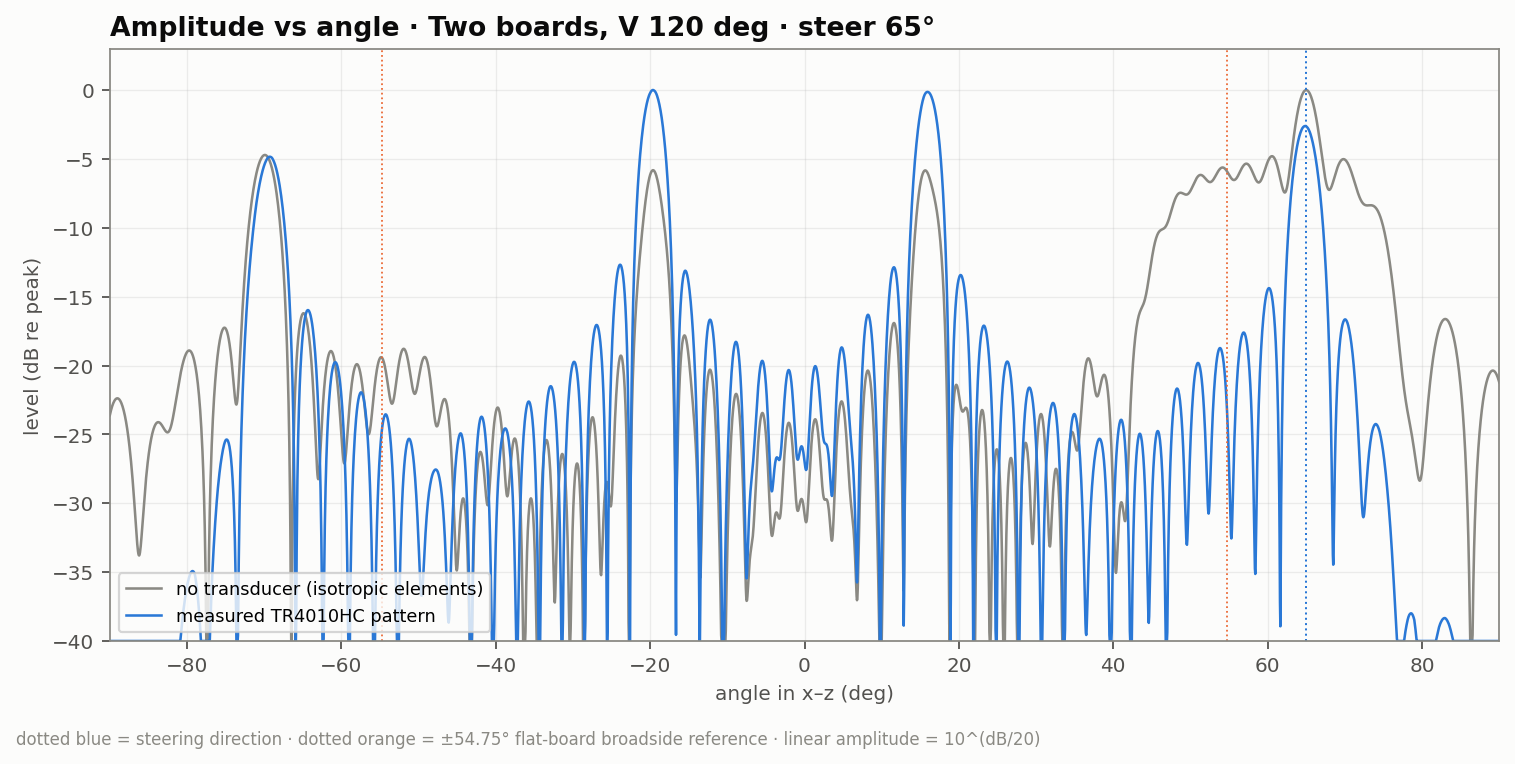 Amplitude vs angle · Two boards, V 120 deg · steer 65°
0
−5
−10
−15
−20
−25
−30
−35
−40
level (dB re peak)
no transducer (isotropic elements)
measured TR4010HC pattern
−80 −60 −40 −20 0 20 40 60 80
angle in x–z (deg)
dotted blue = steering direction · dotted orange = ±54.75° flat-board broadside reference · linear amplitude = 10^(dB/20)